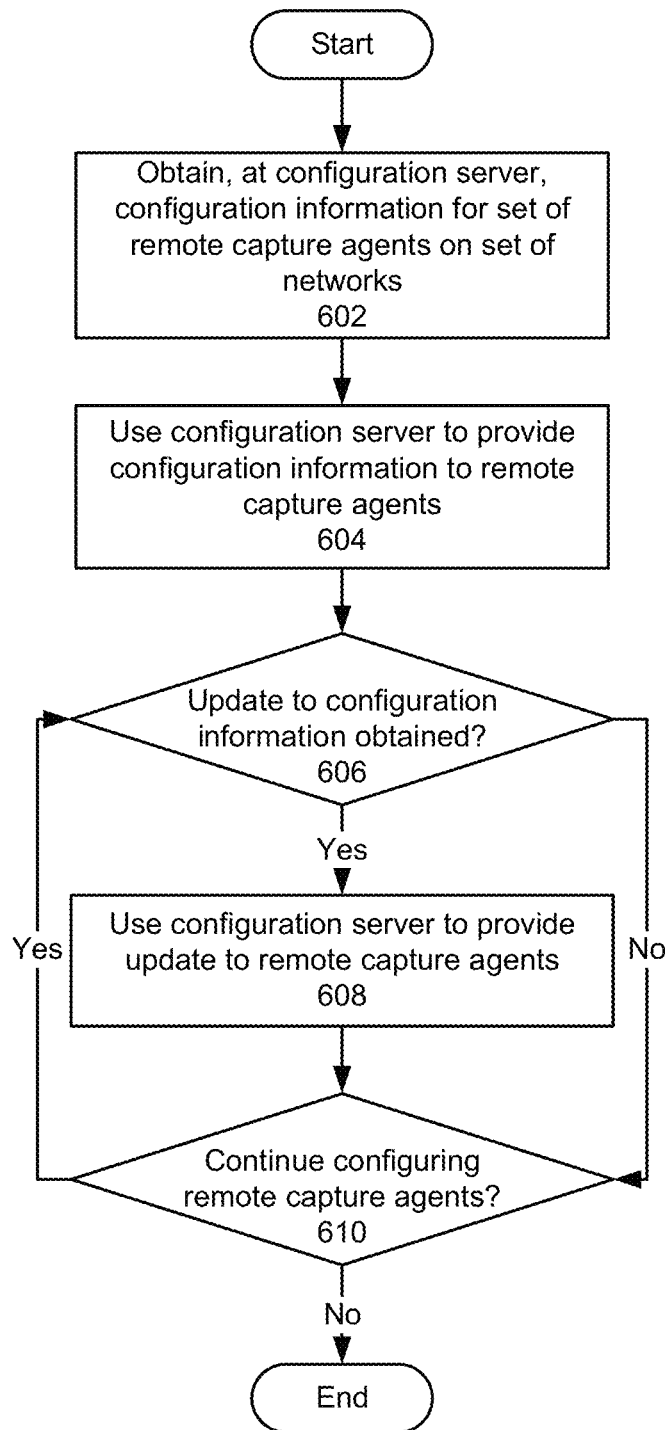 Start
Obtain, at configuration server,
configuration information for set of
remote capture agents on set of
networks
602
Use configuration server to provide
configuration information to remote
capture agents
604
Update to configuration
information obtained?
606
Yes
Use configuration server to provide
update to remote capture agents
608
Yes
No
Continue configuring
remote capture agents?
610
No
End